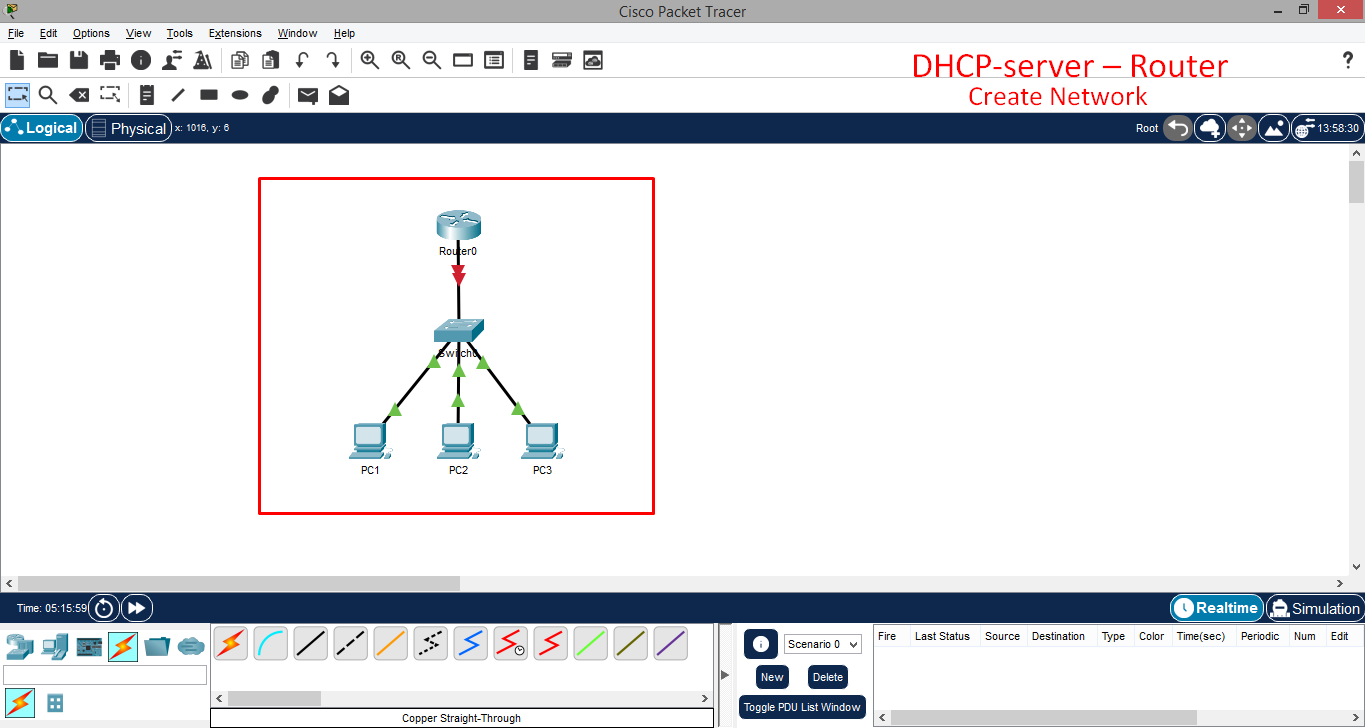 Cisco Packet Tracer
File Edit Options View Tools Extensions Window Help
DHCP-server – Router
Create Network
?
Logical Physical x: 1016, y: 6 Root 13:58:30
Router0
Switch0
PC1 PC2 PC3
Time: 05:15:59 Realtime Simulation
Scenario 0
Fire Last Status Source Destination Type Color Time(sec) Periodic Num Edit
New Delete
Toggle PDU List Window
Copper Straight-Through